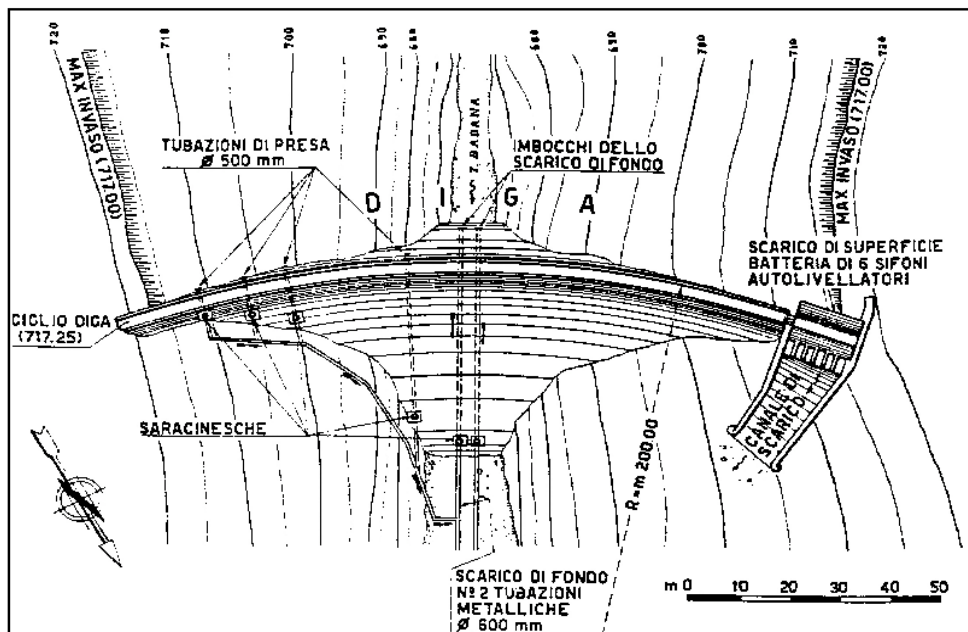 720
710
700
690
680
680
690
700
710
720
MAX INVASO (717.00)
MAX INVASO (717.00)
TUBAZIONI DI PRESA
Ø 500 mm
BADANA
IMBOCCHI DELLO
SCARICO DI FONDO
D I G A
SCARICO DI SUPERFICIE
BATTERIA DI 6 SIFONI
AUTOLIVELLATORI
CIGLIO DIGA
(717.25)
CANALE DI
SCARICO
SARACINESCHE
R=m 200.00
SCARICO DI FONDO
Nº 2 TUBAZIONI
METALLICHE
Ø 600 mm
m 0 10 20 30 40 50